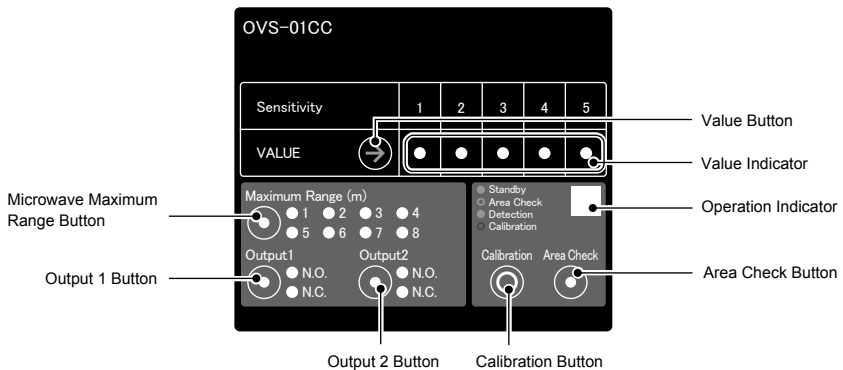 OVS-01CC
Sensitivity 1 2 3 4 5
VALUE
Maximum Range (m)
1 2 3 4
5 6 7 8
Output1
N.O.
N.C.
Output2
N.O.
N.C.
Standby
Area Check
Detection
Calibration
Calibration Area Check
Microwave Maximum
Range Button
Output 1 Button
Output 2 Button
Calibration Button
Value Button
Value Indicator
Operation Indicator
Area Check Button